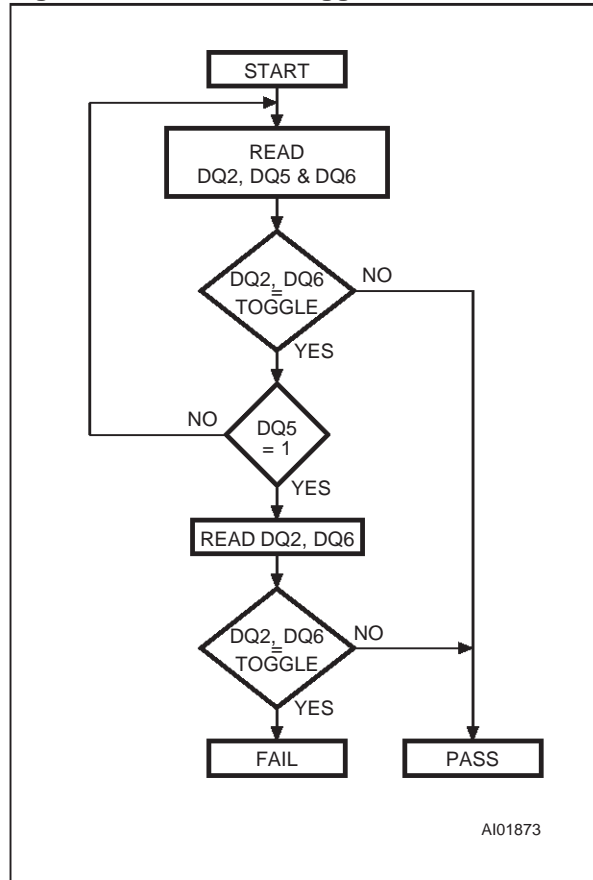 START
READ
DQ2, DQ5 & DQ6
DQ2, DQ6
=
TOGGLE
NO
YES
NO
DQ5
= 1
YES
READ DQ2, DQ6
DQ2, DQ6
=
TOGGLE
NO
YES
FAIL
PASS
AI01873